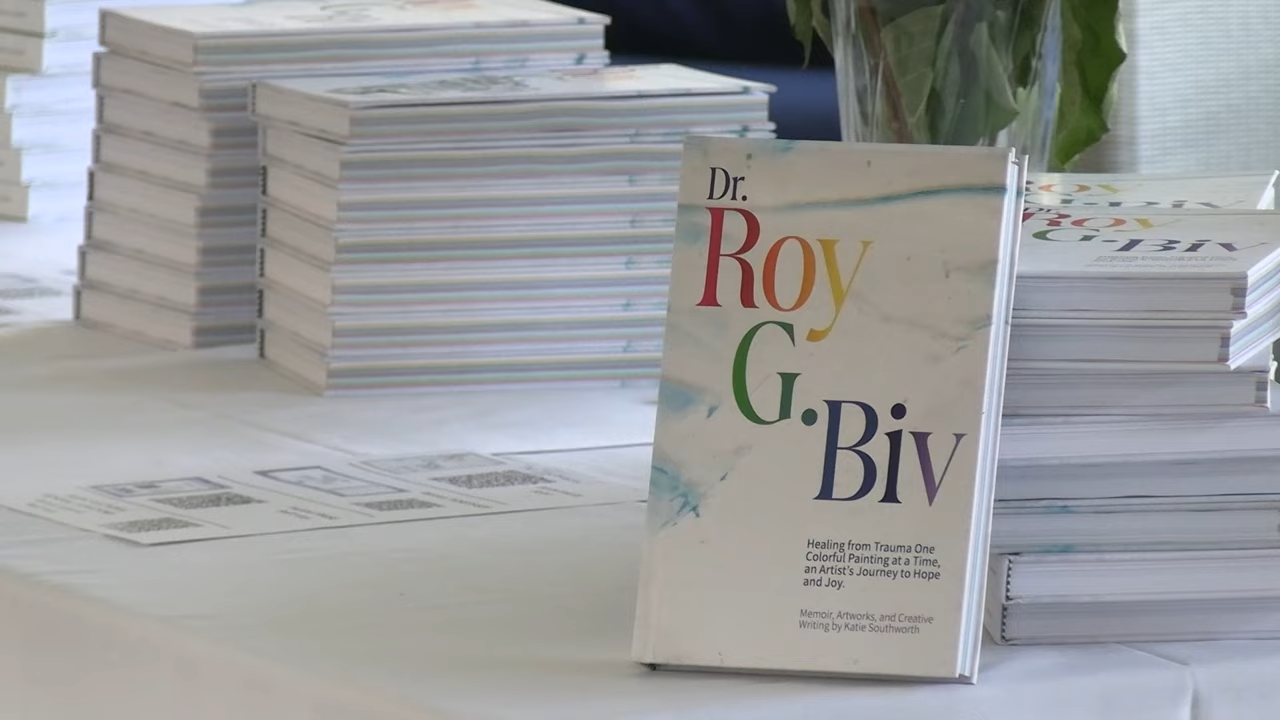 Dr.
Roy
G.
Biv
Healing from Trauma One
Colorful Painting at a Time,
an Artist's Journey to Hope
and Joy.
Memoir, Artworks, and Creative
Writing by Katie Southworth
Roy
Roy
G. Biv